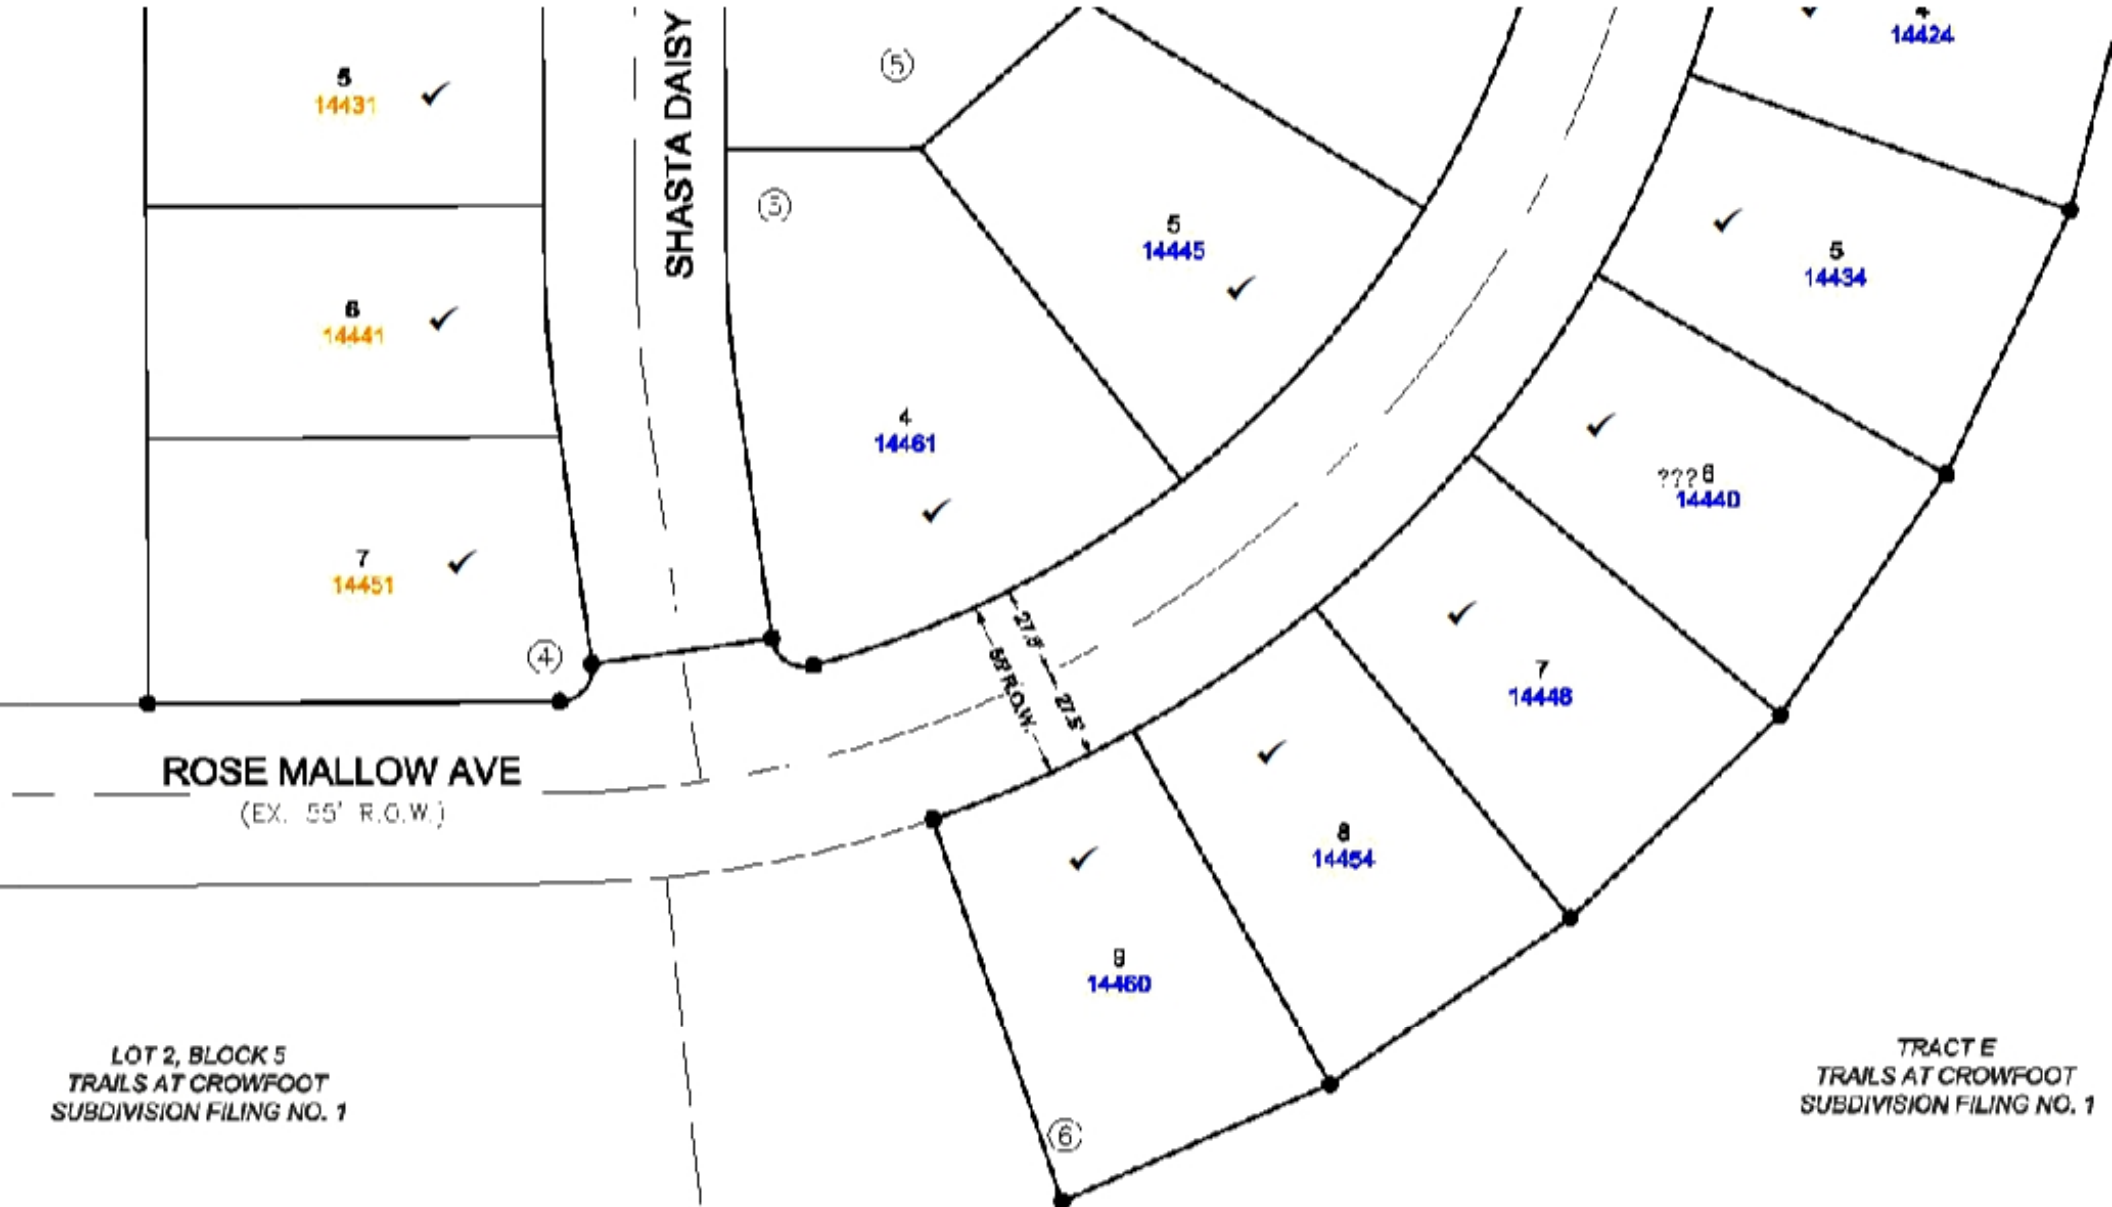 4
14424
5
14431
SHASTA DAISY
5
5
14445
5
14434
6
14441
4
14461
???6
14440
7
14451
4
27.5'
55' R.O.W.
27.5'
7
14448
ROSE MALLOW AVE
(EX. 55' R.O.W.)
8
14454
9
14460
LOT 2, BLOCK 5
TRAILS AT CROWFOOT
SUBDIVISION FILING NO. 1
TRACT E
TRAILS AT CROWFOOT
SUBDIVISION FILING NO. 1
6